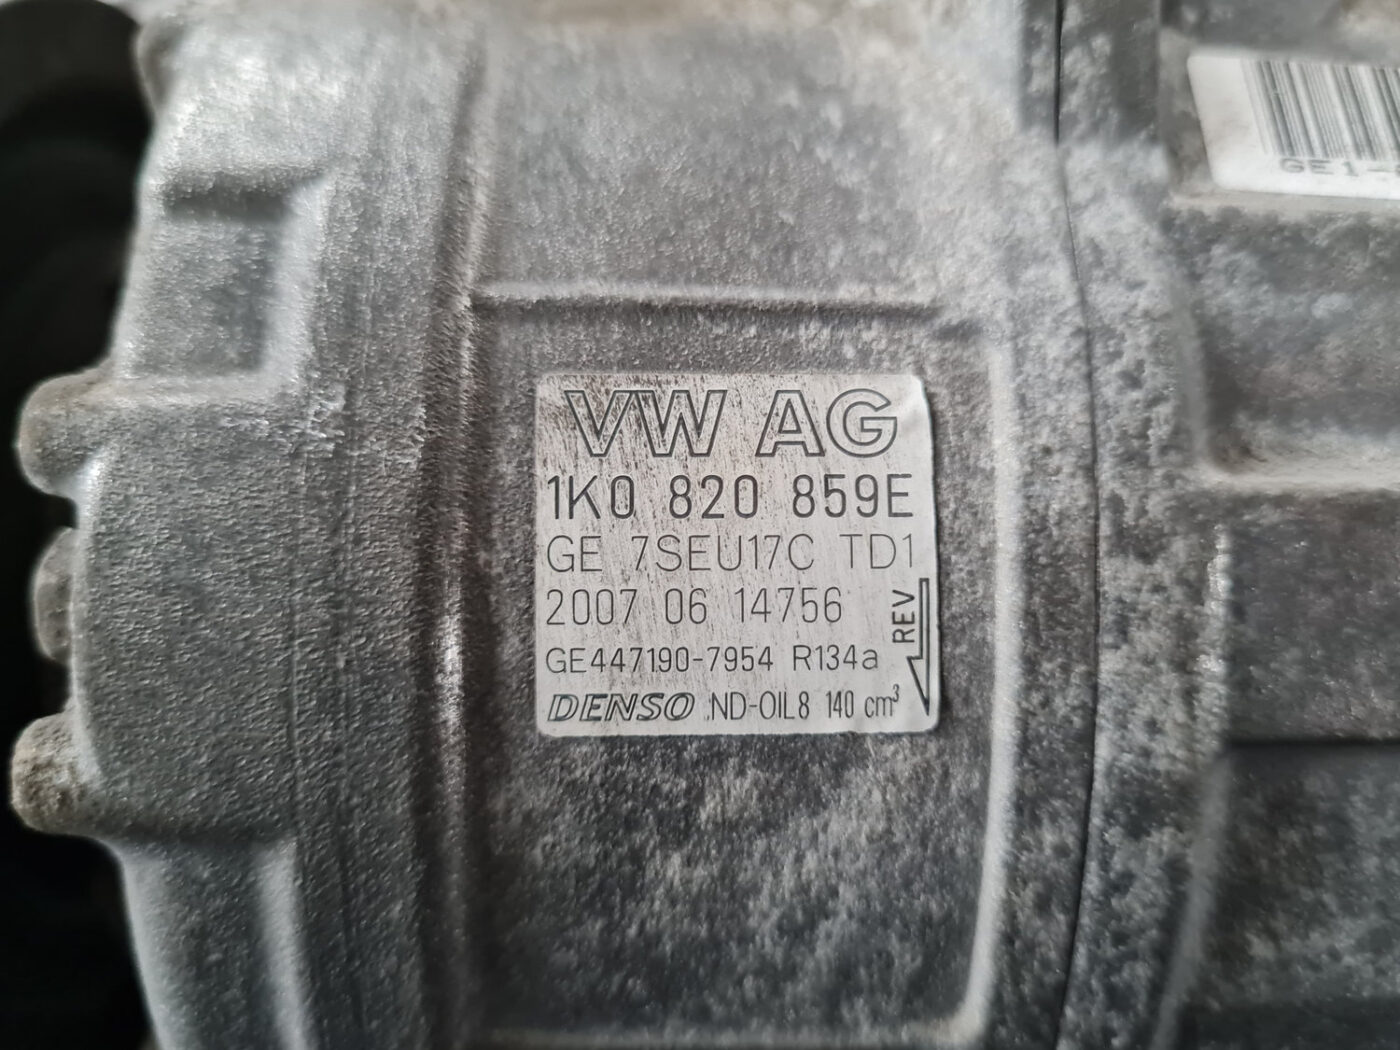 GE1-
VW AG
1K0 820 859E
GE 7SEU17C TD1
2007 06 14756
REV
GE447190-7954 R134a
DENSO ND-OIL8 140 cm³